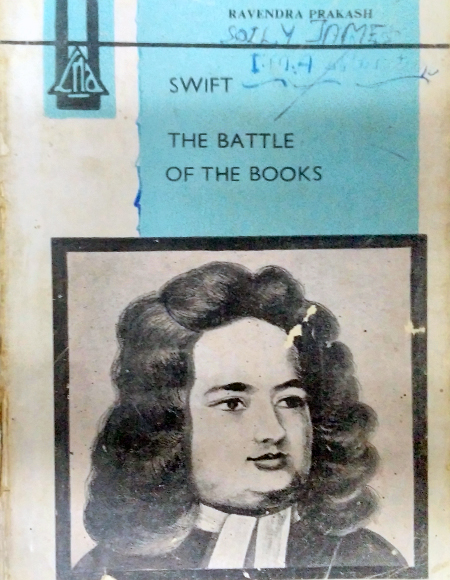 RAVENDRA PRAKASH
SOLLY JAMES
SWIFT
THE BATTLE
OF THE BOOKS